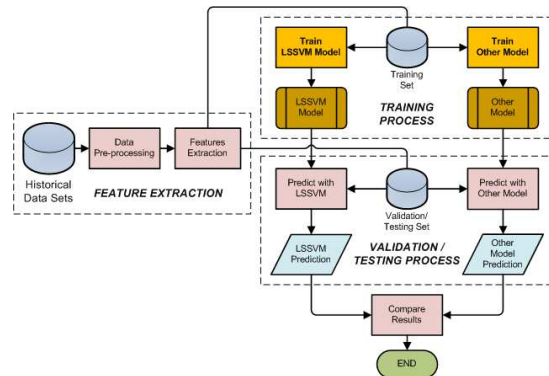 Train
LSSVM Model
Train
Other Model
Training
Set
LSSVM
Model
Other
Model
TRAINING
PROCESS
Historical
Data Sets
Data
Pre-processing
Features
Extraction
FEATURE EXTRACTION
Predict with
LSSVM
Predict with
Other Model
Validation/
Testing Set
LSSVM
Prediction
Other
Model
Prediction
VALIDATION /
TESTING PROCESS
Compare
Results
END